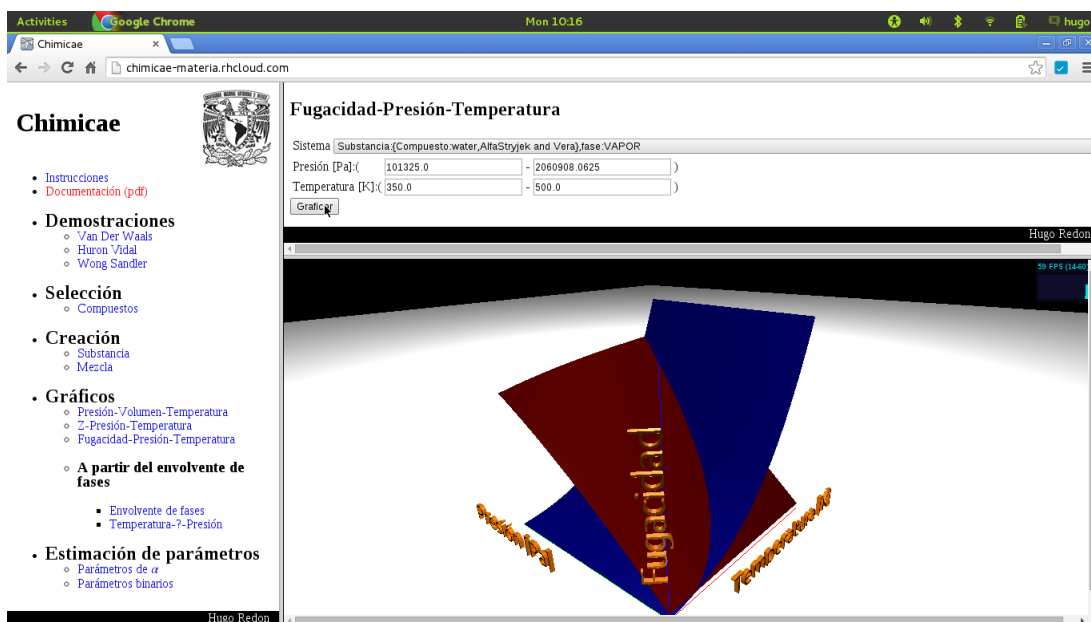 Activities
Google Chrome
Mon 10:16
hugo
Chimicae
chimicae-materia.rhcloud.com
Chimicae
Instrucciones
Documentación (pdf)
Demostraciones
Van Der Waals
Huron Vidal
Wong Sandler
Selección
Compuestos
Creación
Substancia
Mezcla
Gráficos
Presión-Volumen-Temperatura
Z-Presión-Temperatura
Fugacidad-Presión-Temperatura
A partir del envolvente de
fases
Envolvente de fases
Temperatura-?-Presión
Estimación de parámetros
Parámetros de α
Parámetros binarios
Hugo Redon
Fugacidad-Presión-Temperatura
Sistema Substancia:{Compuesto:water,AlfaStryjek and Vera},fase:VAPOR
Presión [Pa]:( 101325.0 - 2060908.0625 )
Temperatura [K]:( 350.0 - 500.0 )
Graficar
Hugo Redon
59 FPS (14-60)
Fugacidad
Presión[Pa]
Temperatura[K]